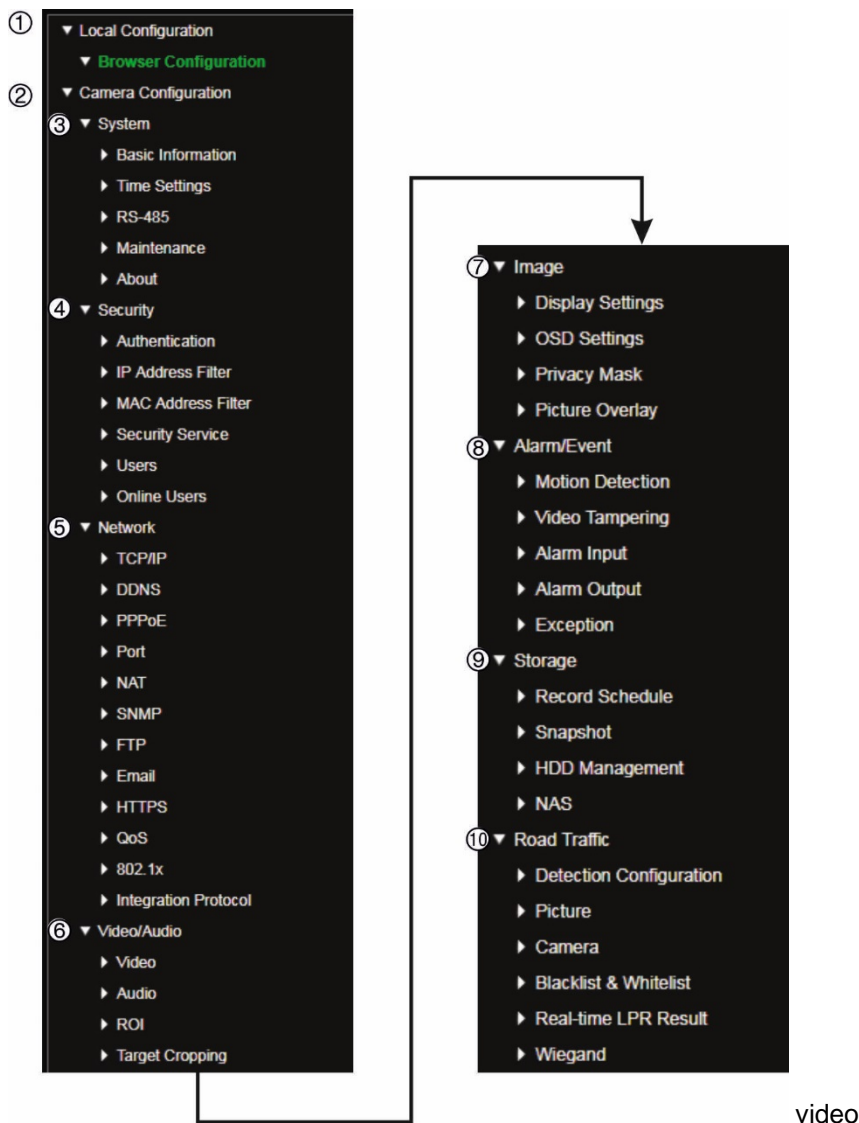 ① Local Configuration
Browser Configuration
② Camera Configuration
③ System
Basic Information
Time Settings
RS-485
Maintenance
About
④ Security
Authentication
IP Address Filter
MAC Address Filter
Security Service
Users
Online Users
⑤ Network
TCP/IP
DDNS
PPPoE
Port
NAT
SNMP
FTP
Email
HTTPS
QoS
802.1x
Integration Protocol
⑥ Video/Audio
Video
Audio
ROI
Target Cropping
⑦ Image
Display Settings
OSD Settings
Privacy Mask
Picture Overlay
⑧ Alarm/Event
Motion Detection
Video Tampering
Alarm Input
Alarm Output
Exception
⑨ Storage
Record Schedule
Snapshot
HDD Management
NAS
⑩ Road Traffic
Detection Configuration
Picture
Camera
Blacklist & Whitelist
Real-time LPR Result
Wiegand
video